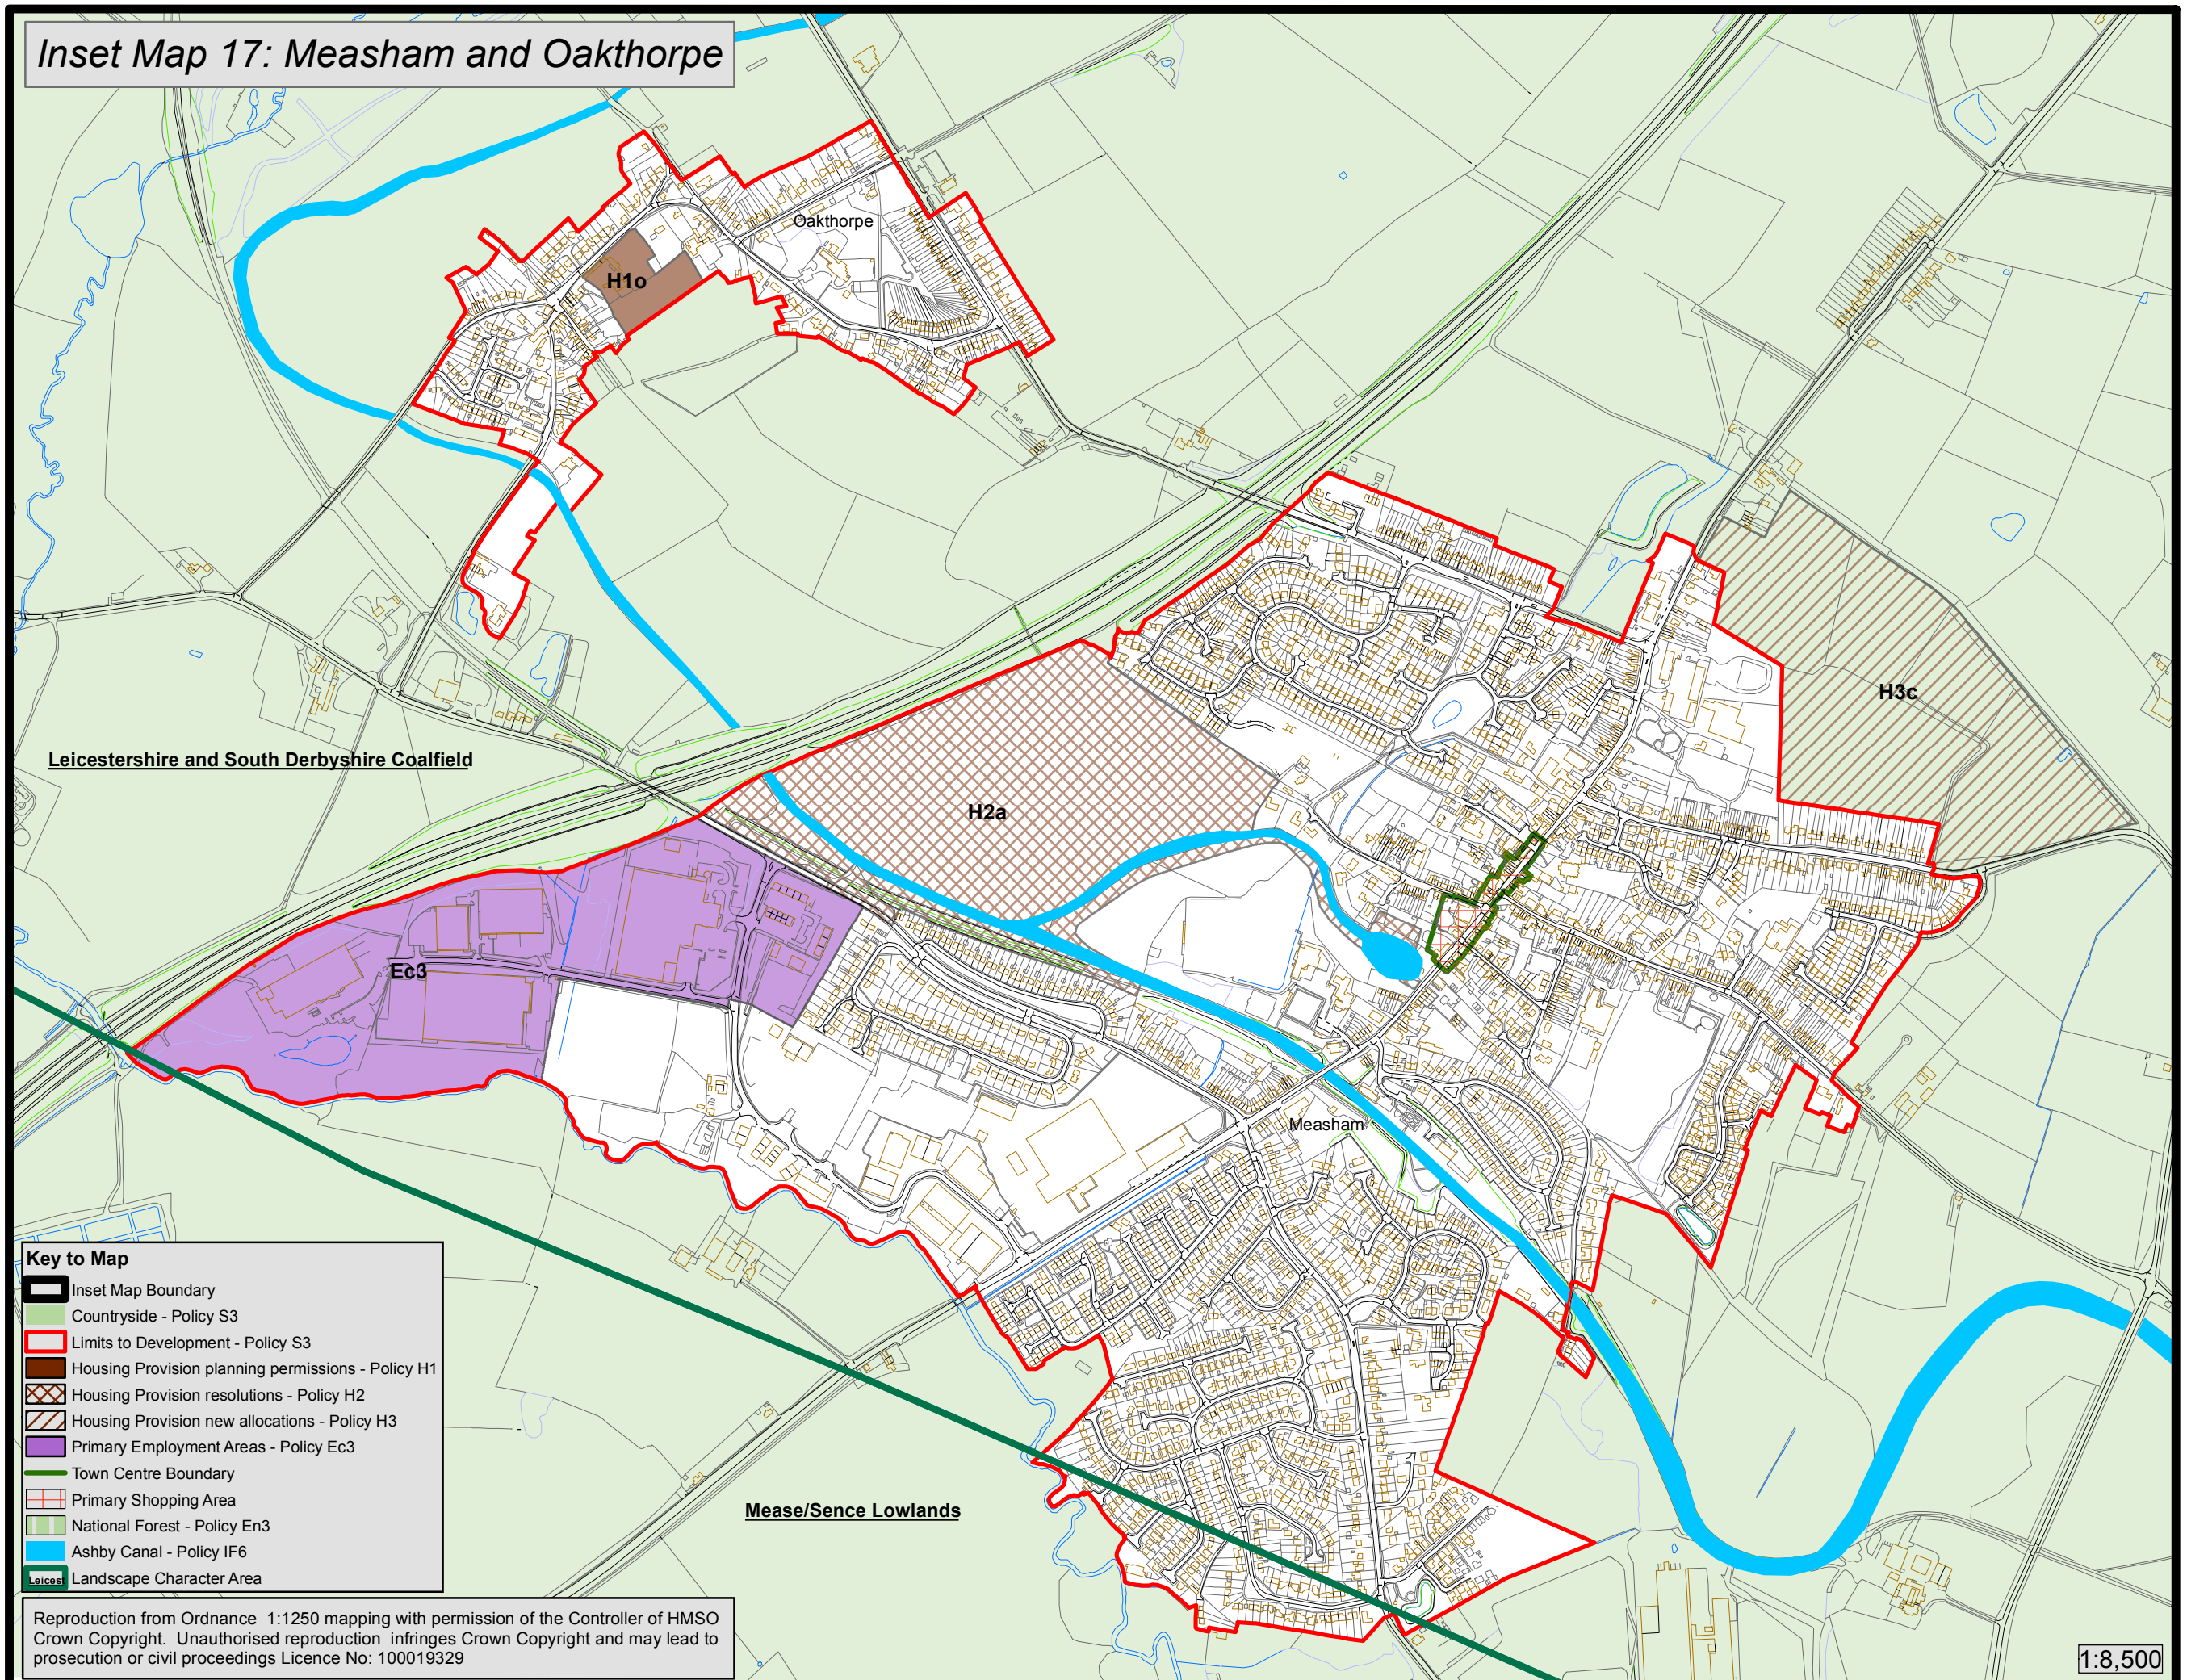 Inset Map 17: Measham and Oakthorpe
Oakthorpe
H1o
H3c
Leicestershire and South Derbyshire Coalfield
H2a
Ec3
Measham
Mease/Sence Lowlands
Key to Map
Inset Map Boundary
Countryside - Policy S3
Limits to Development - Policy S3
Housing Provision planning permissions - Policy H1
Housing Provision resolutions - Policy H2
Housing Provision new allocations - Policy H3
Primary Employment Areas - Policy Ec3
Town Centre Boundary
Primary Shopping Area
National Forest - Policy En3
Ashby Canal - Policy IF6
Leicest Landscape Character Area
Reproduction from Ordnance 1:1250 mapping with permission of the Controller of HMSO
Crown Copyright. Unauthorised reproduction infringes Crown Copyright and may lead to
prosecution or civil proceedings Licence No: 100019329
1:8,500